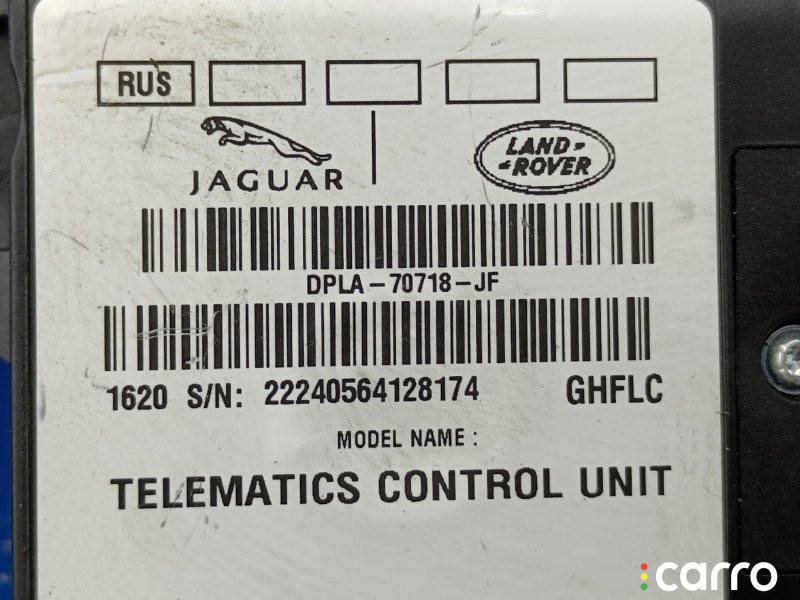 RUS
JAGUAR
LAND-
-ROVER
DPLA-70718-JF
1620 S/N: 22240564128174 GHFLC
MODEL NAME :
TELEMATICS CONTROL UNIT
carro